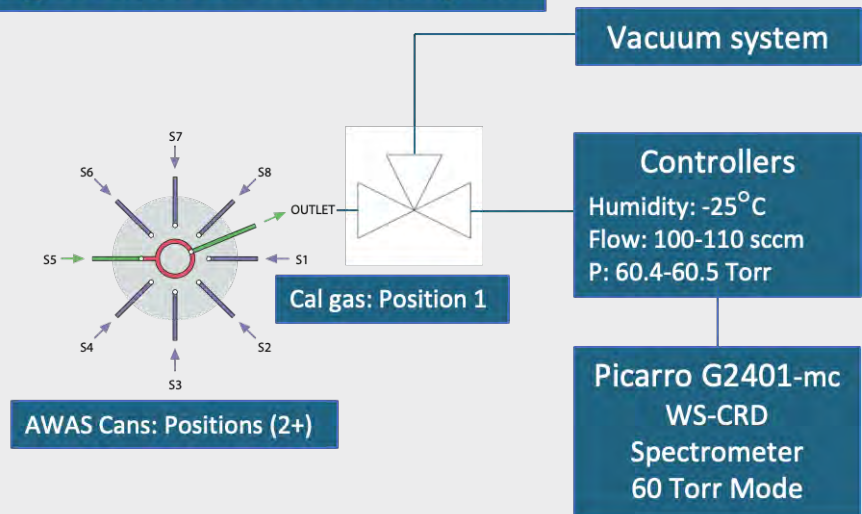 Vacuum system
S7
S6
S8
OUTLET
S5
S1
S4
S2
S3
Controllers
Humidity: -25°C
Flow: 100-110 sccm
P: 60.4-60.5 Torr
Cal gas: Position 1
AWAS Cans: Positions (2+)
Picarro G2401-mc
WS-CRD
Spectrometer
60 Torr Mode